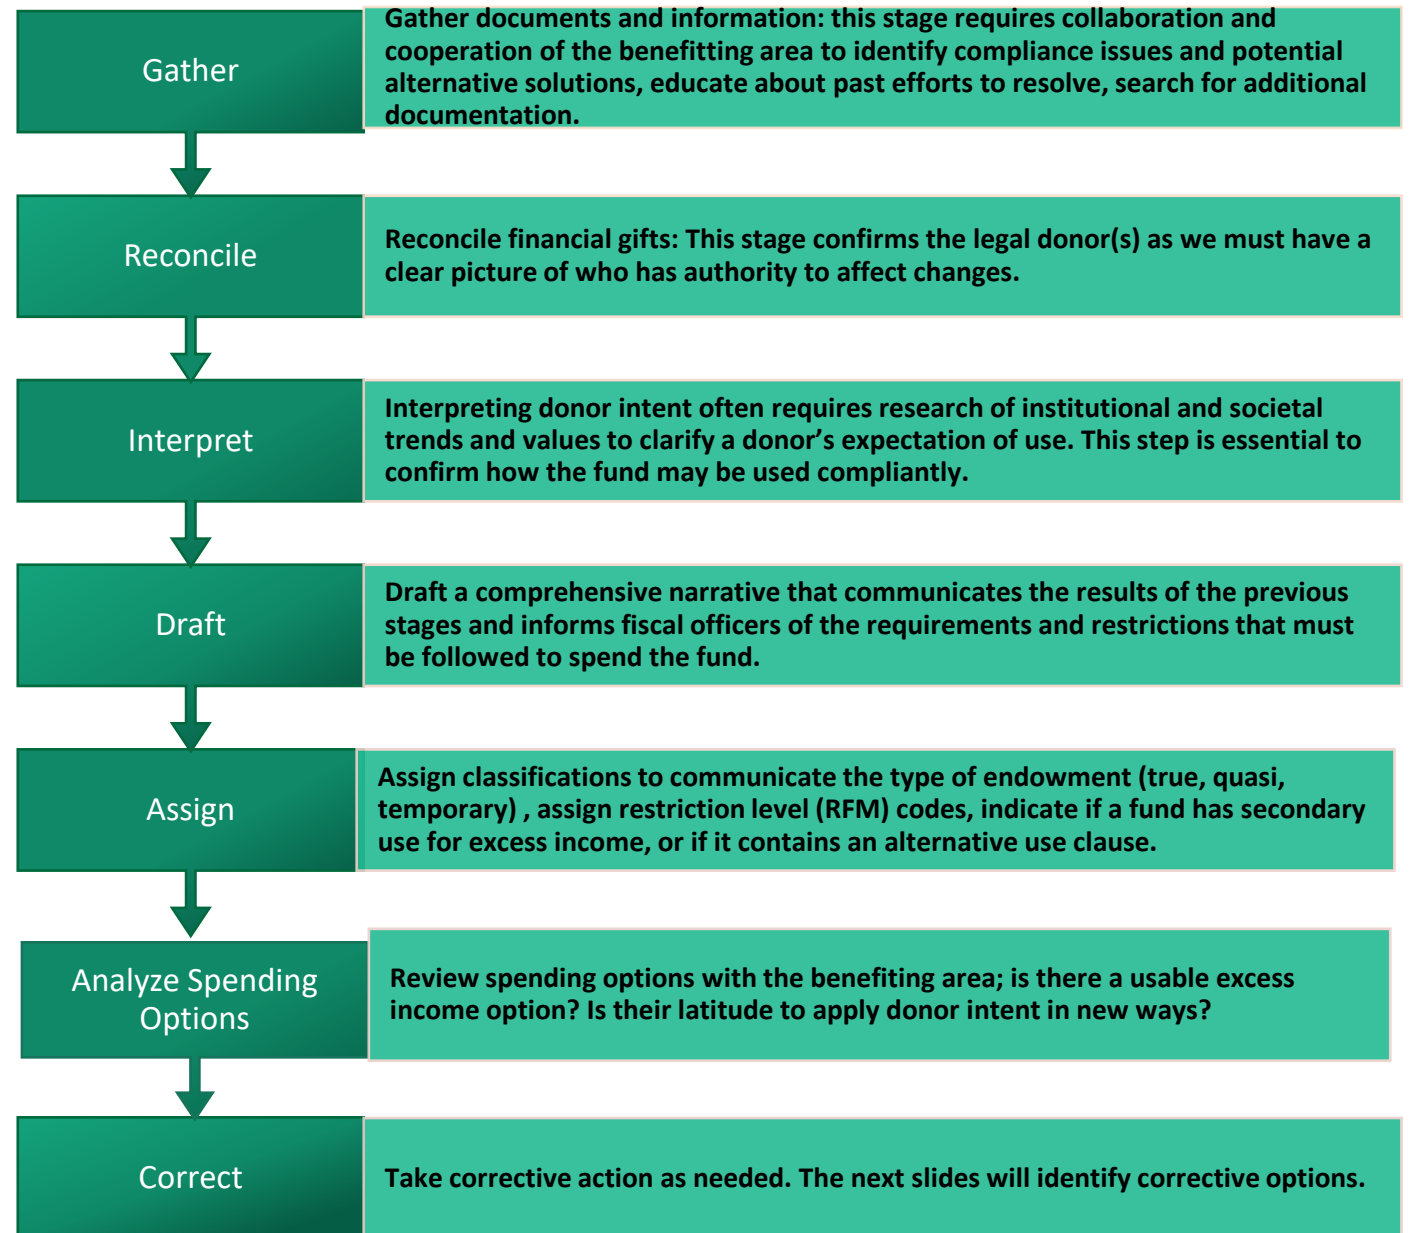 Gather
Gather documents and information: this stage requires collaboration and
cooperation of the benefitting area to identify compliance issues and potential
alternative solutions, educate about past efforts to resolve, search for additional
documentation.
Reconcile
Reconcile financial gifts: This stage confirms the legal donor(s) as we must have a
clear picture of who has authority to affect changes.
Interpret
Interpreting donor intent often requires research of institutional and societal
trends and values to clarify a donor’s expectation of use. This step is essential to
confirm how the fund may be used compliantly.
Draft
Draft a comprehensive narrative that communicates the results of the previous
stages and informs fiscal officers of the requirements and restrictions that must
be followed to spend the fund.
Assign
Assign classifications to communicate the type of endowment (true, quasi,
temporary) , assign restriction level (RFM) codes, indicate if a fund has secondary
use for excess income, or if it contains an alternative use clause.
Analyze Spending
Options
Review spending options with the benefiting area; is there a usable excess
income option? Is their latitude to apply donor intent in new ways?
Correct
Take corrective action as needed. The next slides will identify corrective options.